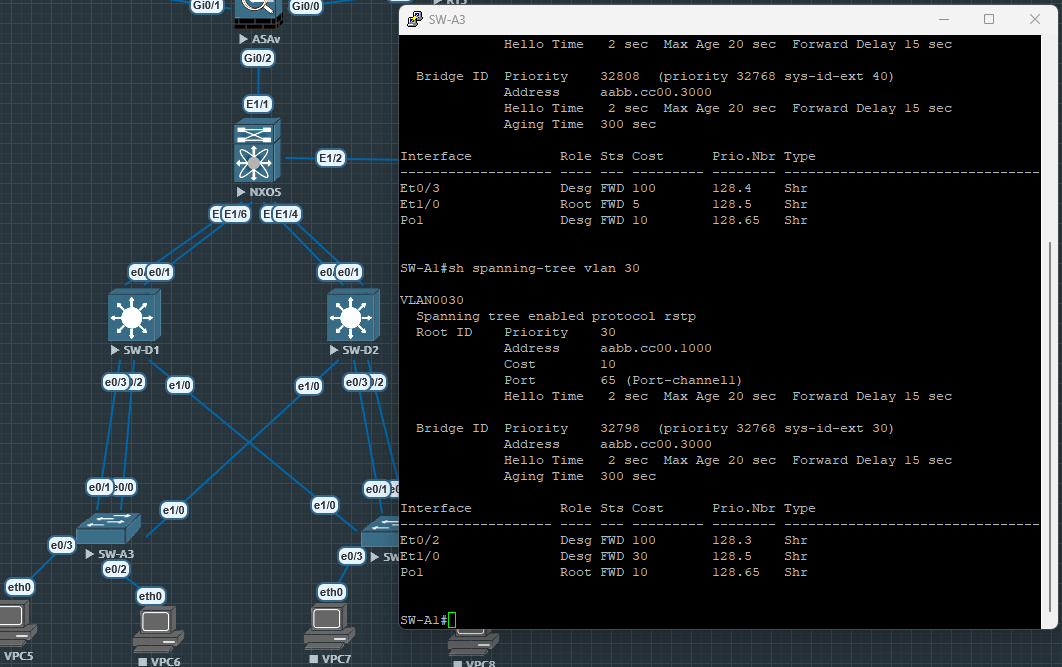 Gi0/1
Gi0/0
ASAv
Gi0/2
E1/1
E1/2
NXOS
E1/6
E1/4
e0/1
e0/1
SW-D1
SW-D2
e0/3
/2
e1/0
e1/0
e0/3
/2
e0/1
e0/0
e1/0
e1/0
e0/1
e0/3
SW-A3
e0/2
e0/3
SW
eth0
eth0
eth0
VPC5
VPC6
VPC7
VPC8
SW-A3
Hello Time   2 sec  Max Age 20 sec  Forward Delay 15 sec
Bridge ID  Priority    32808  (priority 32768 sys-id-ext 40)
Address     aabb.cc00.3000
Hello Time   2 sec  Max Age 20 sec  Forward Delay 15 sec
Aging Time  300 sec
Interface           Role Sts Cost      Prio.Nbr Type
------------------- ---- --- --------- -------- --------------------------------
Et0/3               Desg FWD 100       128.4    Shr
Et1/0               Root FWD 5         128.5    Shr
Po1                 Desg FWD 10        128.65   Shr
SW-A1#sh spanning-tree vlan 30
VLAN0030
Spanning tree enabled protocol rstp
Root ID    Priority    30
Address     aabb.cc00.1000
Cost        10
Port        65 (Port-channel1)
Hello Time   2 sec  Max Age 20 sec  Forward Delay 15 sec
Bridge ID  Priority    32798  (priority 32768 sys-id-ext 30)
Address     aabb.cc00.3000
Hello Time   2 sec  Max Age 20 sec  Forward Delay 15 sec
Aging Time  300 sec
Interface           Role Sts Cost      Prio.Nbr Type
------------------- ---- --- --------- -------- --------------------------------
Et0/2               Desg FWD 100       128.3    Shr
Et1/0               Desg FWD 30        128.5    Shr
Po1                 Root FWD 10        128.65   Shr
SW-A1#